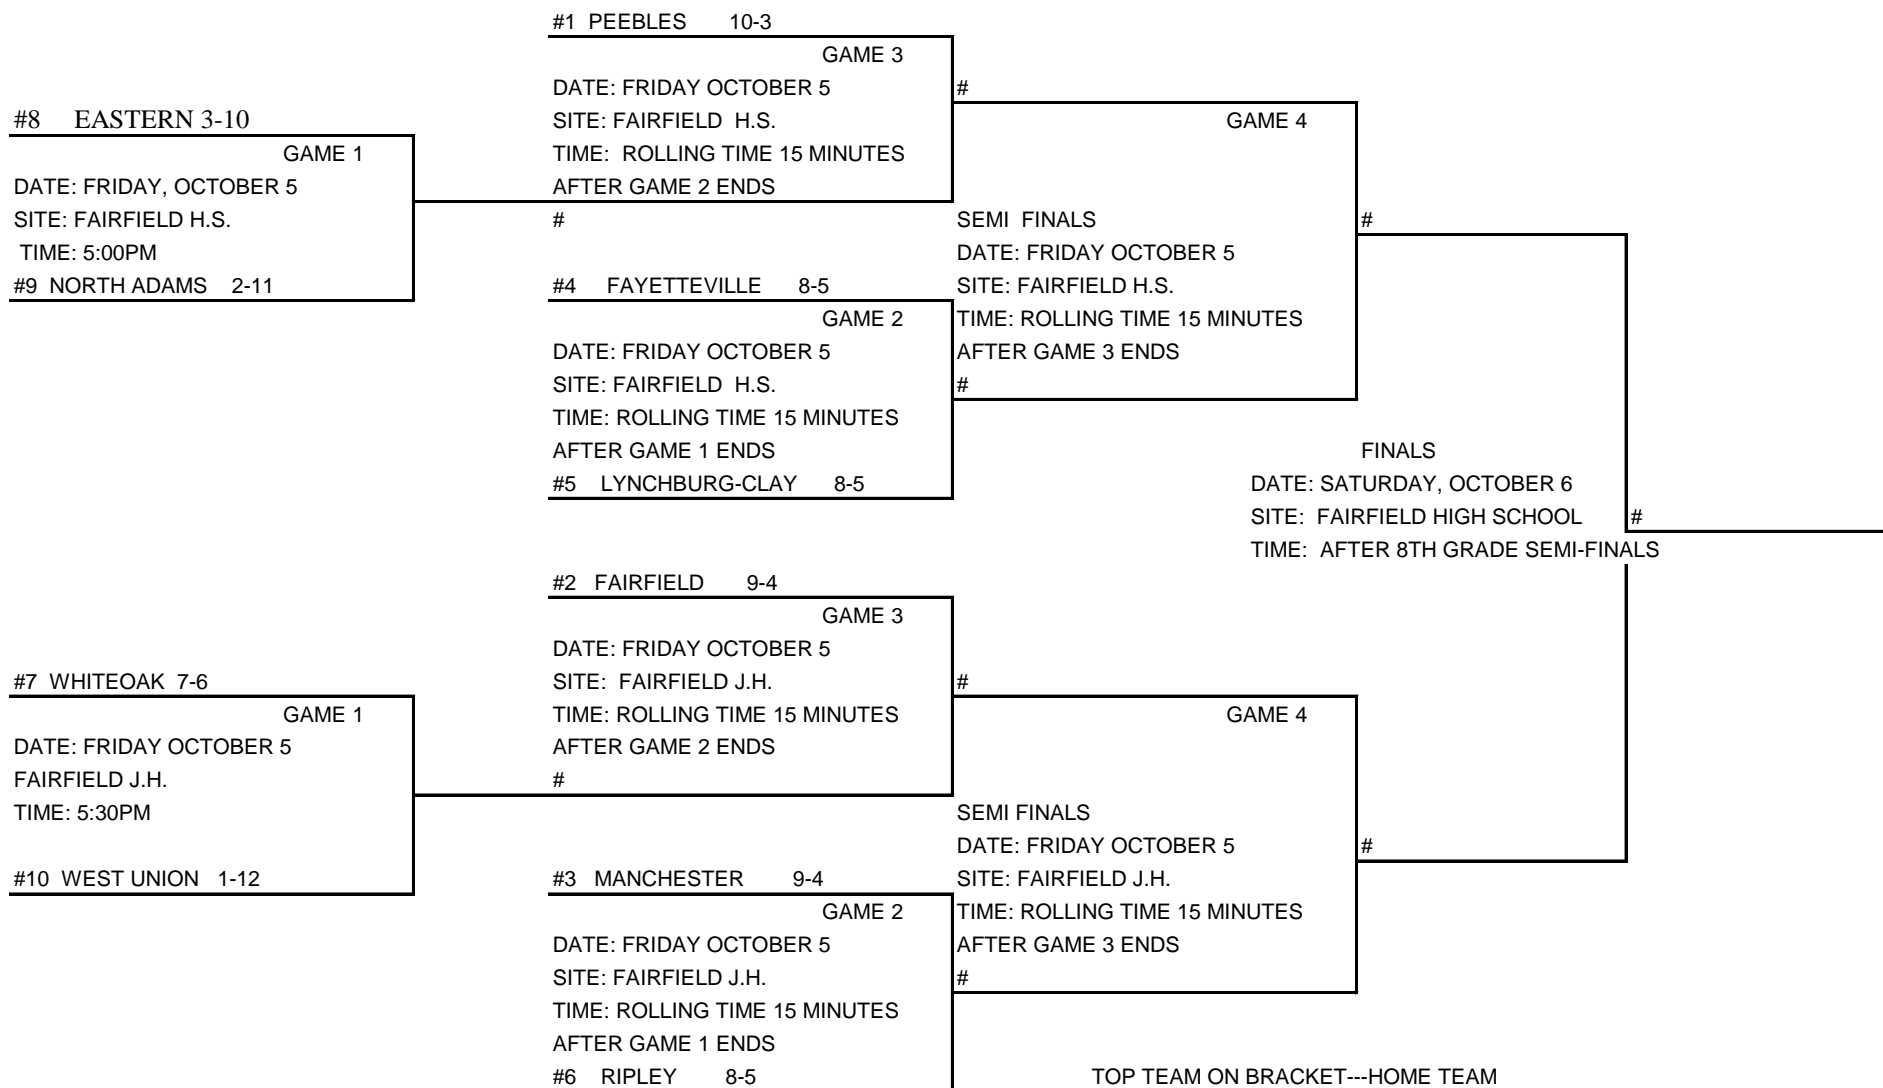 #1 PEEBLES 10-3
GAME 3
DATE: FRIDAY OCTOBER 5
SITE: FAIRFIELD H.S.
TIME: ROLLING TIME 15 MINUTES
AFTER GAME 2 ENDS
#
#8 EASTERN 3-10
GAME 1
DATE: FRIDAY, OCTOBER 5
SITE: FAIRFIELD H.S.
TIME: 5:00PM
#9 NORTH ADAMS 2-11
#4 FAYETTEVILLE 8-5
GAME 2
DATE: FRIDAY OCTOBER 5
SITE: FAIRFIELD H.S.
TIME: ROLLING TIME 15 MINUTES
AFTER GAME 1 ENDS
#5 LYNCHBURG-CLAY 8-5
#
GAME 4
SEMI FINALS
DATE: FRIDAY OCTOBER 5
SITE: FAIRFIELD H.S.
TIME: ROLLING TIME 15 MINUTES
AFTER GAME 3 ENDS
#
#
FINALS
DATE: SATURDAY, OCTOBER 6
SITE: FAIRFIELD HIGH SCHOOL
TIME: AFTER 8TH GRADE SEMI-FINALS
#
#2 FAIRFIELD 9-4
GAME 3
DATE: FRIDAY OCTOBER 5
SITE: FAIRFIELD J.H.
TIME: ROLLING TIME 15 MINUTES
AFTER GAME 2 ENDS
#
#7 WHITEOAK 7-6
GAME 1
DATE: FRIDAY OCTOBER 5
FAIRFIELD J.H.
TIME: 5:30PM
#10 WEST UNION 1-12
#3 MANCHESTER 9-4
GAME 2
DATE: FRIDAY OCTOBER 5
SITE: FAIRFIELD J.H.
TIME: ROLLING TIME 15 MINUTES
AFTER GAME 1 ENDS
#6 RIPLEY 8-5
#
GAME 4
SEMI FINALS
DATE: FRIDAY OCTOBER 5
SITE: FAIRFIELD J.H.
TIME: ROLLING TIME 15 MINUTES
AFTER GAME 3 ENDS
#
#
TOP TEAM ON BRACKET---HOME TEAM